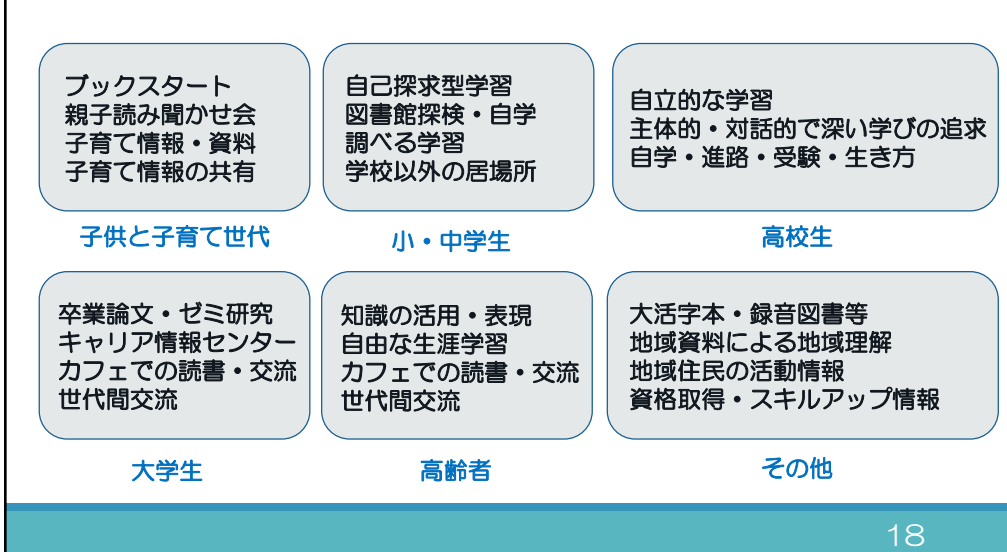 ブックスタート
親子読み聞かせ会
子育て情報・資料
子育て情報の共有
子供と子育て世代
自己探求型学習
図書館探検・自学
調べる学習
学校以外の居場所
小・中学生
自立的な学習
主体的・対話的で深い学びの追求
自学・進路・受験・生き方
高校生
卒業論文・ゼミ研究
キャリア情報センター
カフェでの読書・交流
世代間交流
大学生
知識の活用・表現
自由な生涯学習
カフェでの読書・交流
世代間交流
高齢者
大活字本・録音図書等
地域資料による地域理解
地域住民の活動情報
資格取得・スキルアップ情報
その他
18